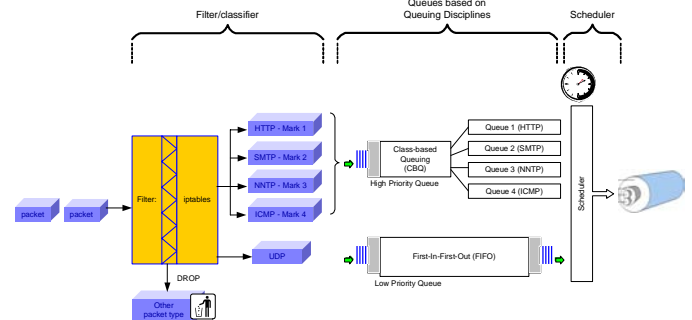 Filter/classifier
Queues based on
Queuing Disciplines
Scheduler
HTTP - Mark 1
SMTP - Mark 2
NNTP - Mark 3
ICMP - Mark 4
UDP
Filter:
iptables
packet
packet
DROP
Other
packet type
Class-based
Queuing
(CBQ)
High Priority Queue
Queue 1 (HTTP)
Queue 2 (SMTP)
Queue 3 (NNTP)
Queue 4 (ICMP)
First-In-First-Out (FIFO)
Low Priority Queue
Scheduler